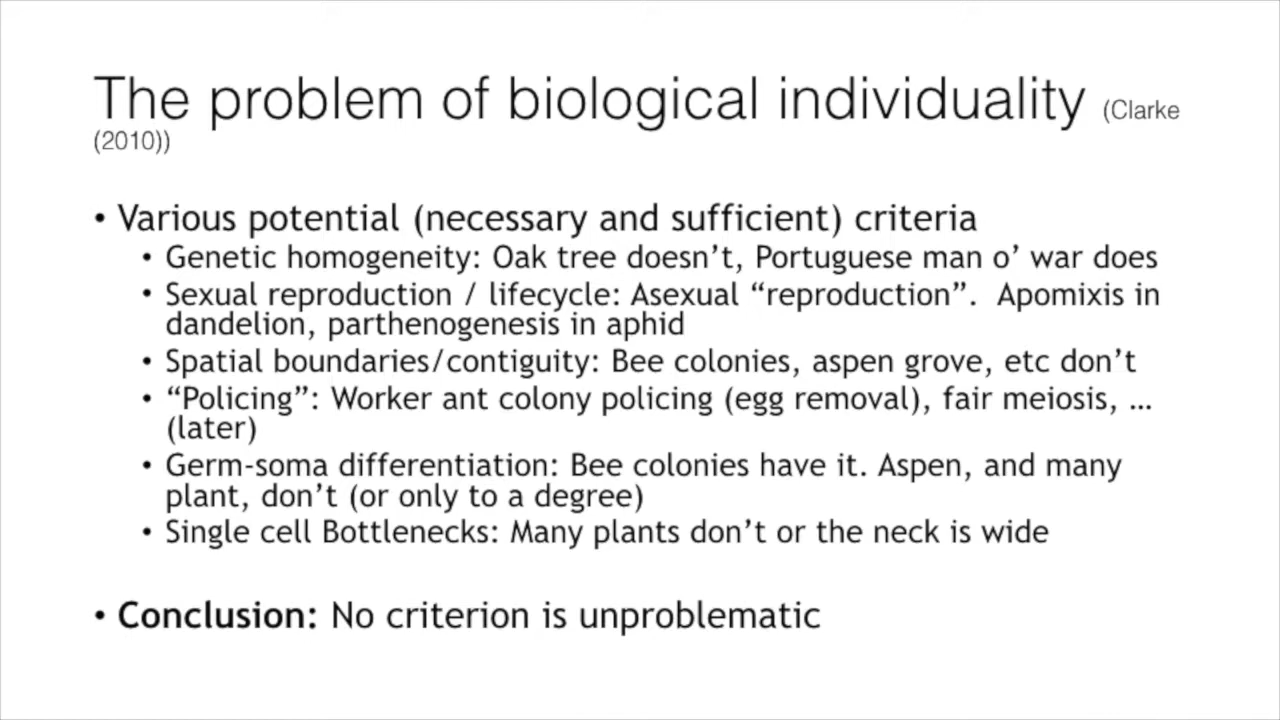 The problem of biological individuality (Clarke
(2010))
• Various potential (necessary and sufficient) criteria
• Genetic homogeneity: Oak tree doesn’t, Portuguese man o’ war does
• Sexual reproduction / lifecycle: Asexual “reproduction”. Apomixis in
dandelion, parthenogenesis in aphid
• Spatial boundaries/contiguity: Bee colonies, aspen grove, etc don’t
• “Policing”: Worker ant colony policing (egg removal), fair meiosis, …
(later)
• Germ-soma differentiation: Bee colonies have it. Aspen, and many
plant, don’t (or only to a degree)
• Single cell Bottlenecks: Many plants don’t or the neck is wide
• Conclusion: No criterion is unproblematic